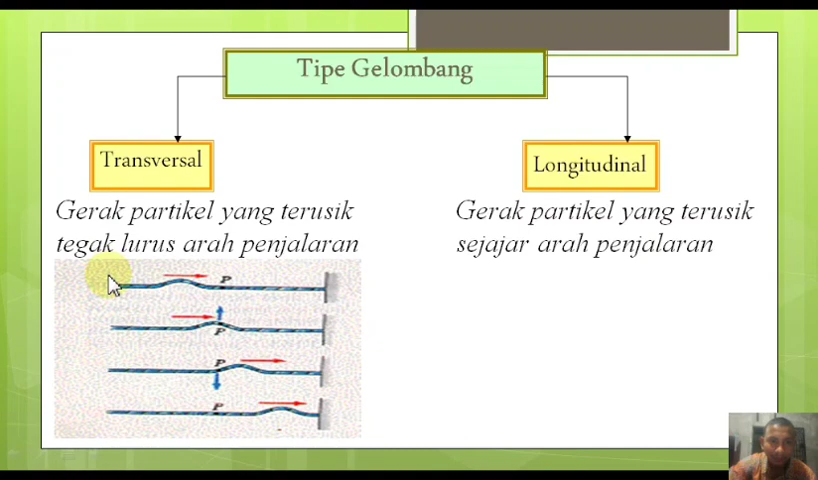 Tipe Gelombang
Transversal
Longitudinal
Gerak partikel yang terusik
tegak lurus arah penjalaran
Gerak partikel yang terusik
sejajar arah penjalaran
P
P
P
P